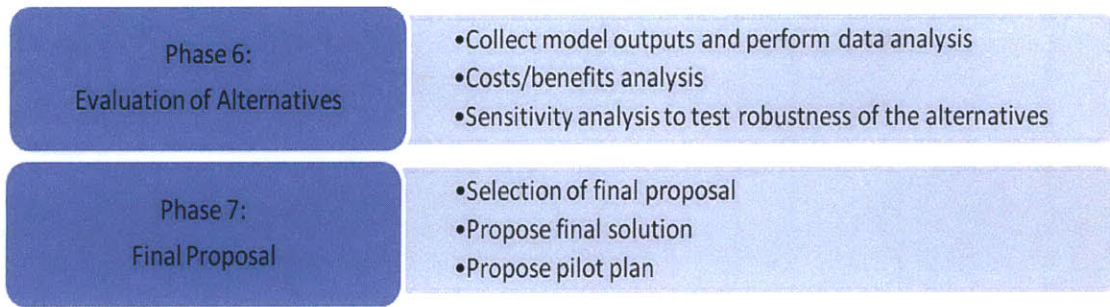 Phase 6:
Evaluation of Alternatives
•Collect model outputs and perform data analysis
•Costs/benefits analysis
•Sensitivity analysis to test robustness of the alternatives
Phase 7:
Final Proposal
•Selection of final proposal
•Propose final solution
•Propose pilot plan